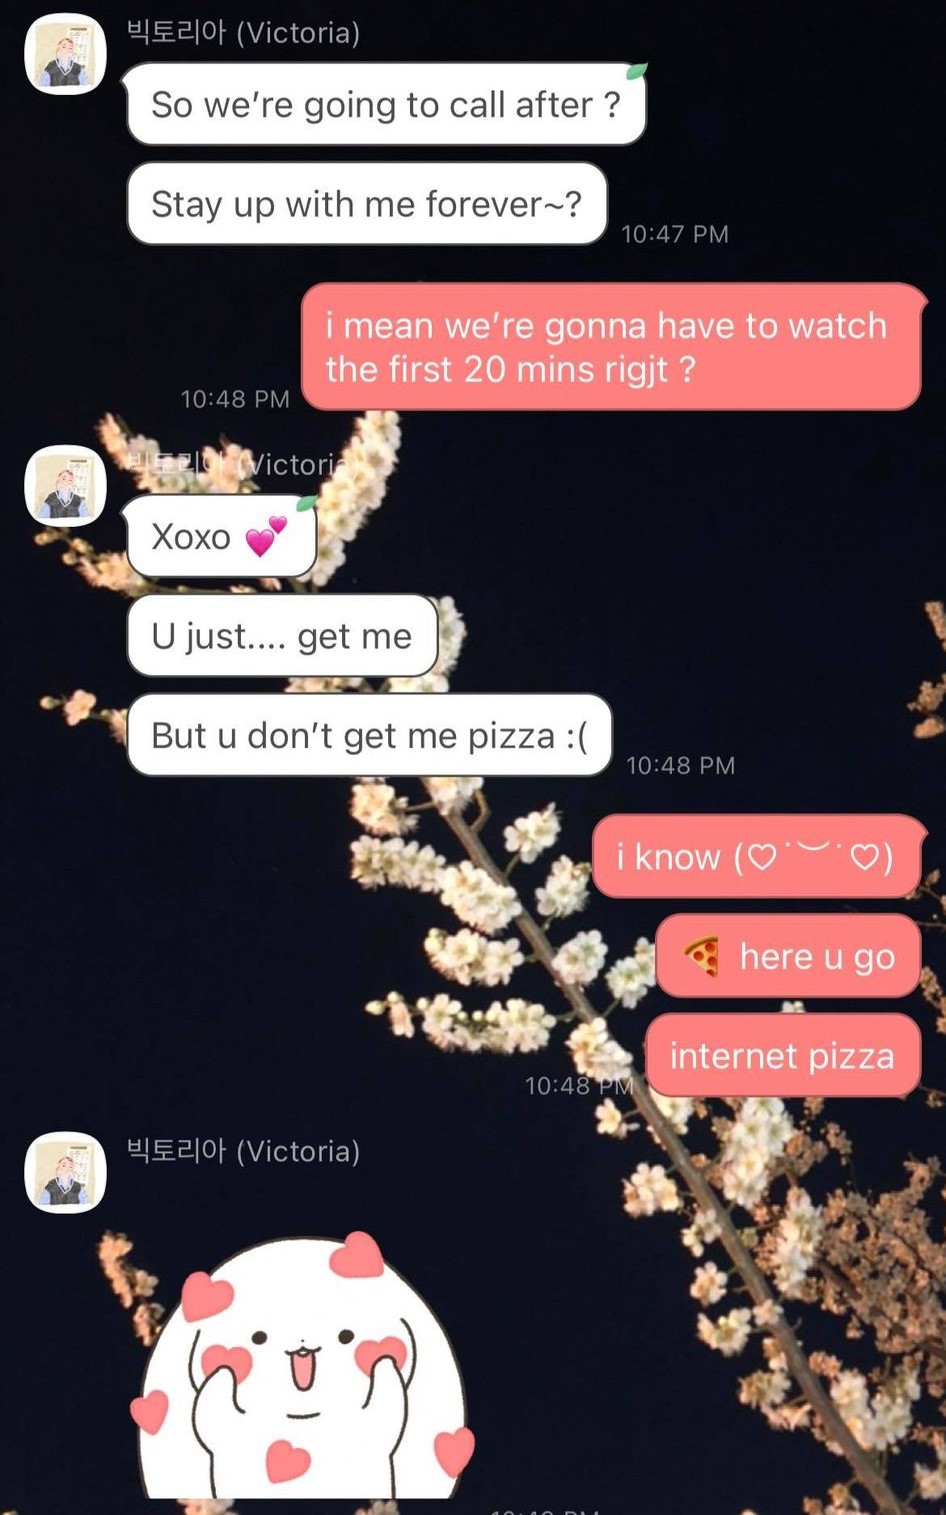 빅토리아 (Victoria)
So we're going to call after ?
Stay up with me forever~?
10:47 PM
i mean we're gonna have to watch
the first 20 mins rigjt ?
10:48 PM
빅토리아 (Victoria
Xoxo 💕
U just.... get me
But u don't get me pizza :(
10:48 PM
i know (♡˙︶˙♡)
🍕 here u go
internet pizza
10:48 PM
빅토리아 (Victoria)